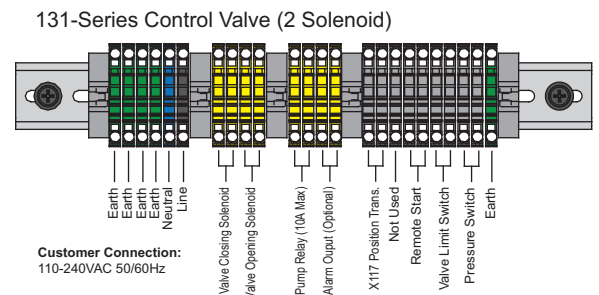 131-Series Control Valve (2 Solenoid)
Earth
Earth
Earth
Earth
Neutral
Line
Valve Closing Solenoid
Valve Opening Solenoid
Pump Relay (10A Max)
Alarm Ouput (Optional)
X117 Position Trans.
Not Used
Remote Start
Valve Limit Switch
Pressure Switch
Earth
Customer Connection:
110-240VAC 50/60Hz